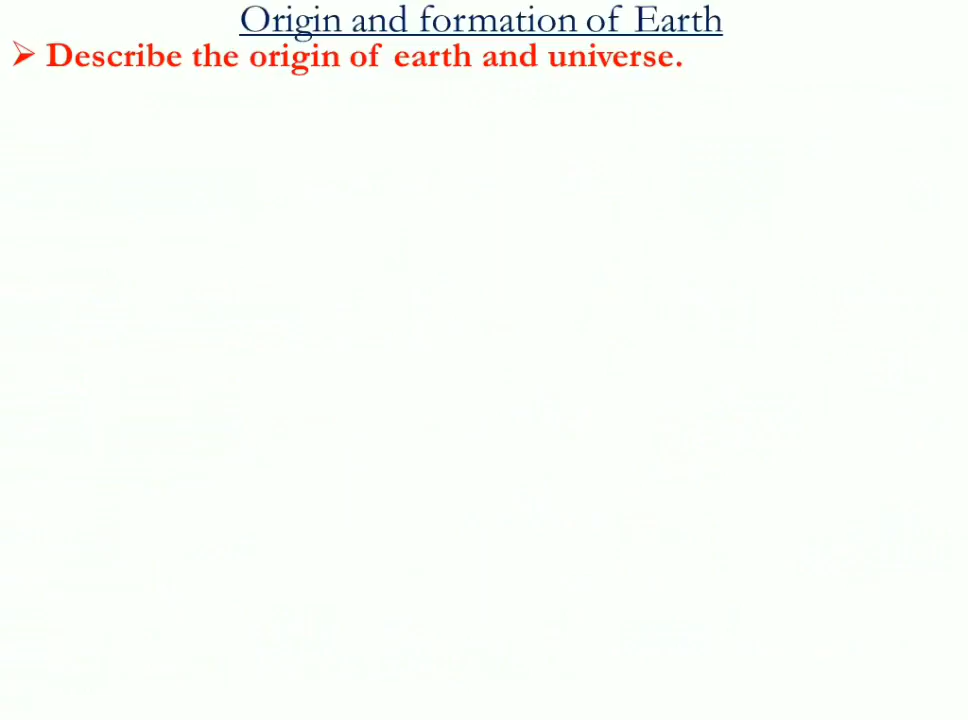 Origin and formation of Earth
➢ Describe the origin of earth and universe.